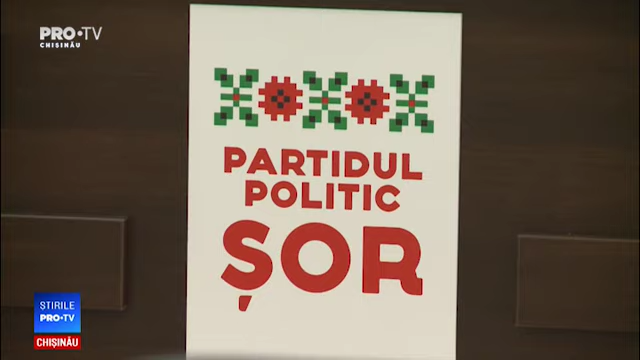 PRO•TV
CHIȘINĂU
PARTIDUL
POLITIC
ȘOR
ȘTIRILE
PRO•TV
CHIȘINĂU